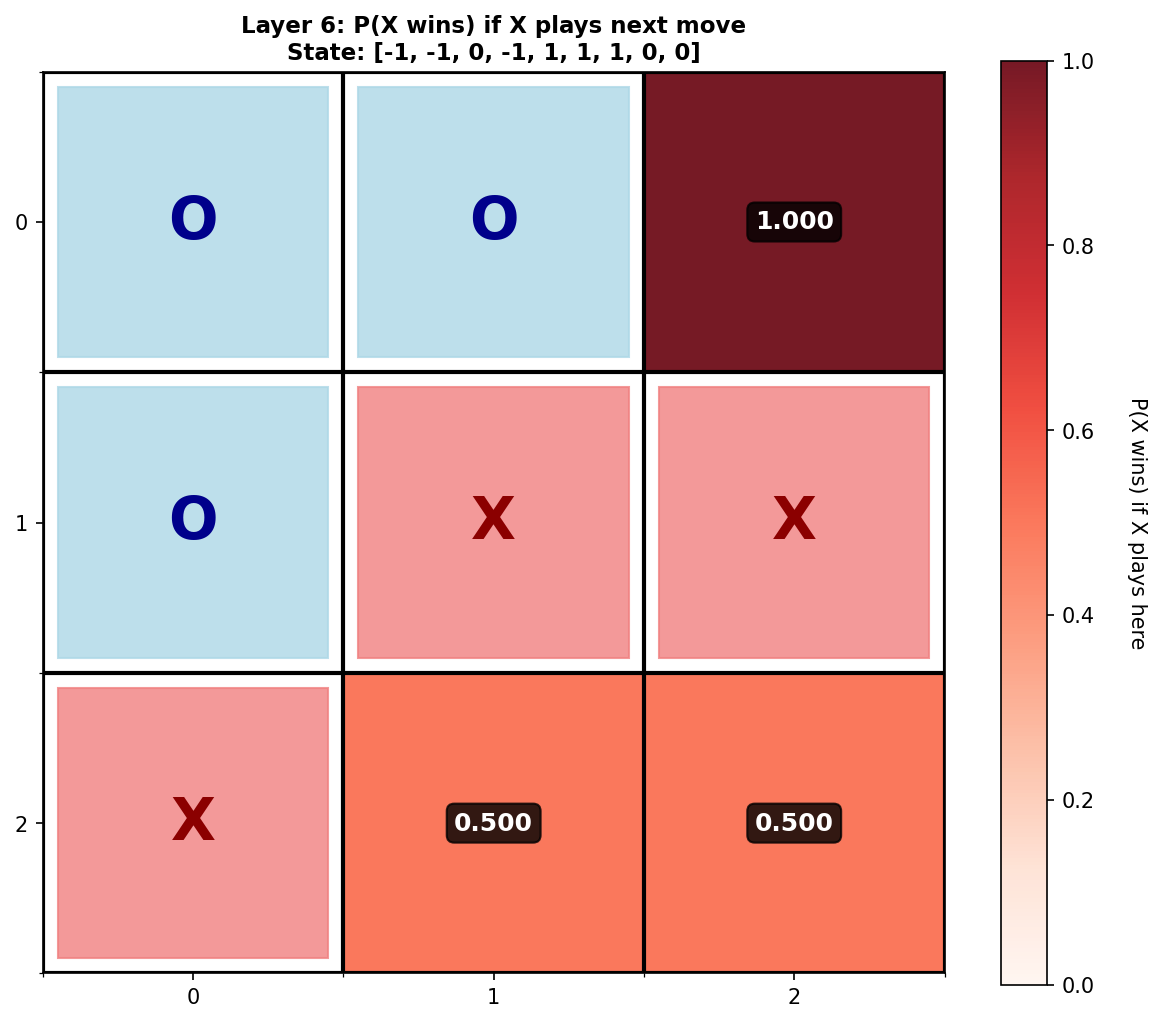 Layer 6: P(X wins) if X plays next move
State: [-1, -1, 0, -1, 1, 1, 1, 0, 0]
O O 1.000
O X X
X 0.500 0.500
0
1
2
0 1 2
1.0
0.8
0.6
0.4
0.2
0.0
P(X wins) if X plays here